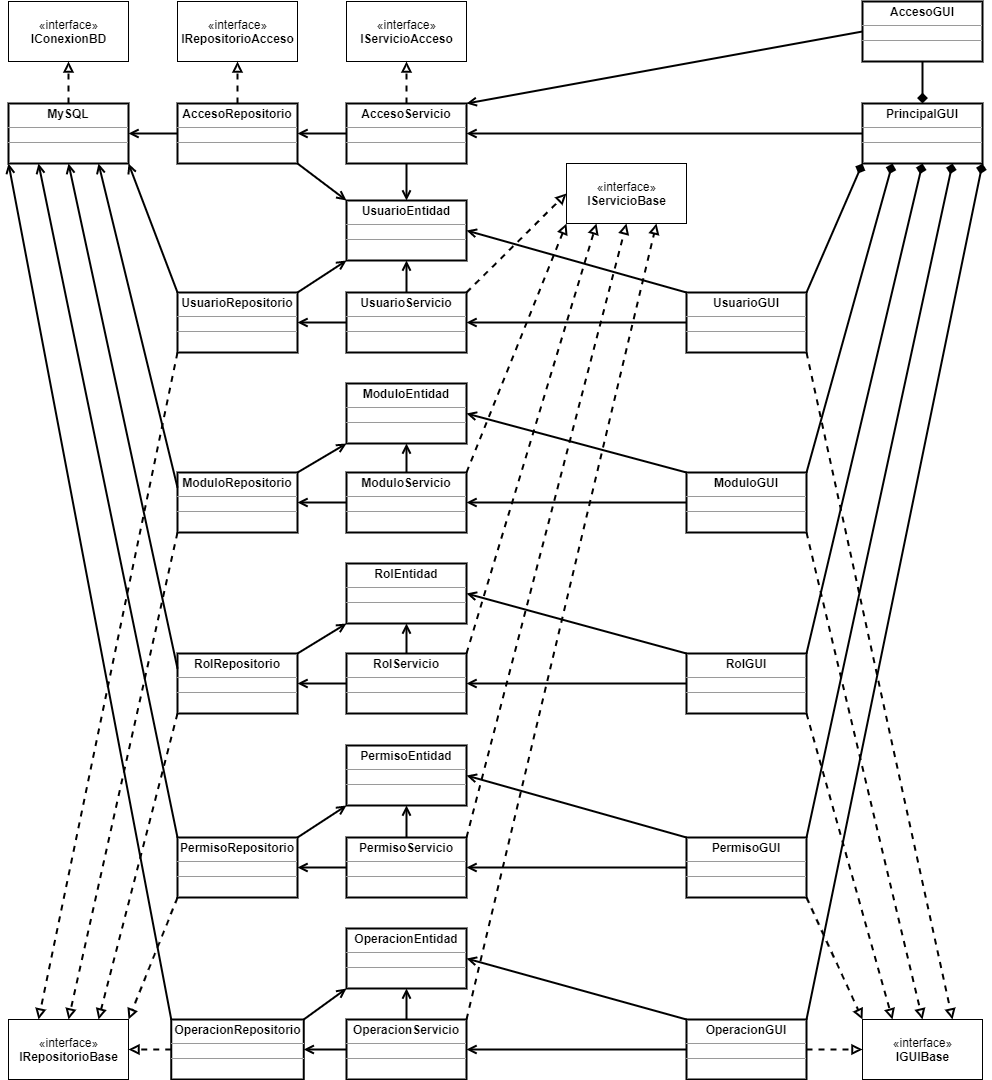 «interface»
IConexionBD
«interface»
IRepositorioAcceso
«interface»
IServicioAcceso
AccesoGUI
MySQL
AccesoRepositorio
AccesoServicio
PrincipalGUI
«interface»
IServicioBase
UsuarioEntidad
UsuarioRepositorio
UsuarioServicio
UsuarioGUI
ModuloEntidad
ModuloRepositorio
ModuloServicio
ModuloGUI
RolEntidad
RolRepositorio
RolServicio
RolGUI
PermisoEntidad
PermisoRepositorio
PermisoServicio
PermisoGUI
OperacionEntidad
«interface»
IRepositorioBase
OperacionRepositorio
OperacionServicio
OperacionGUI
«interface»
IGUIBase